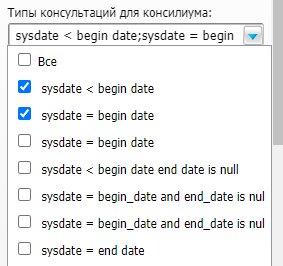 Типы консультаций для консилиума:
sysdate < begin date;sysdate = begin
Все
sysdate < begin date
sysdate = begin date
sysdate = begin date
sysdate < begin date end date is null
sysdate = begin_date and end_date is nul
sysdate = begin_date and end_date is nul
sysdate = end date